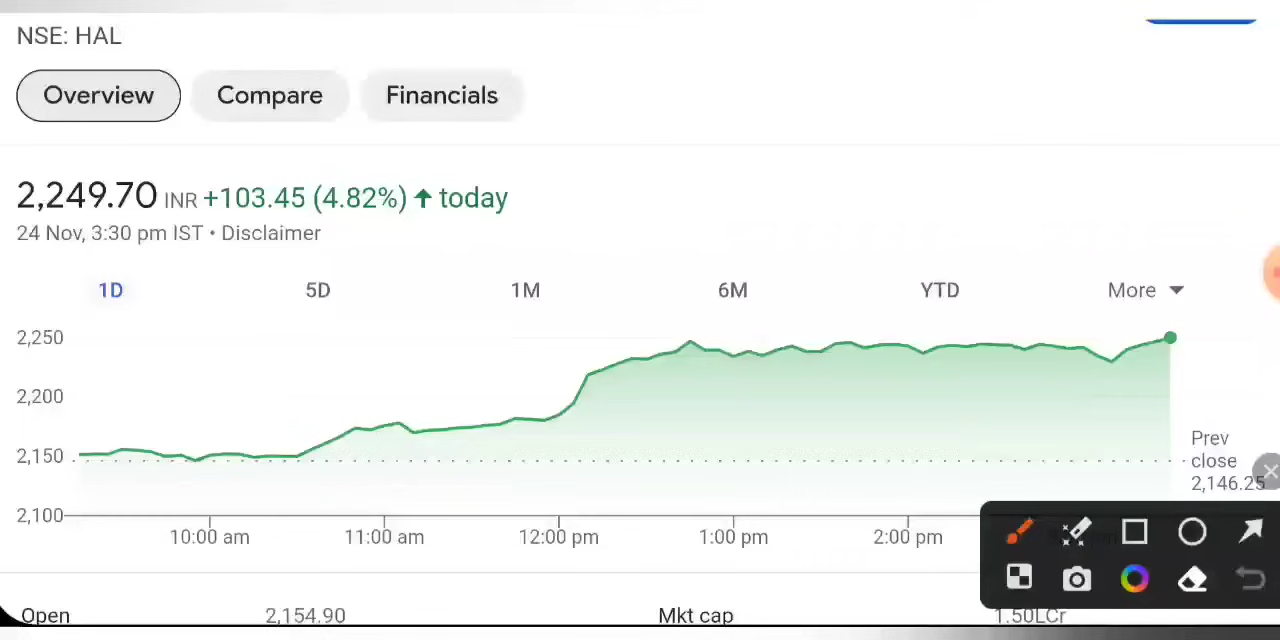 NSE: HAL
Overview Compare Financials
2,249.70 INR +103.45 (4.82%) ↑ today
24 Nov, 3:30 pm IST • Disclaimer
1D 5D 1M 6M YTD More
2,250
2,200
2,150
2,100
Prev
close
2,146.25
10:00 am 11:00 am 12:00 pm 1:00 pm 2:00 pm
Open 2,154.90 Mkt cap 1.50LCr